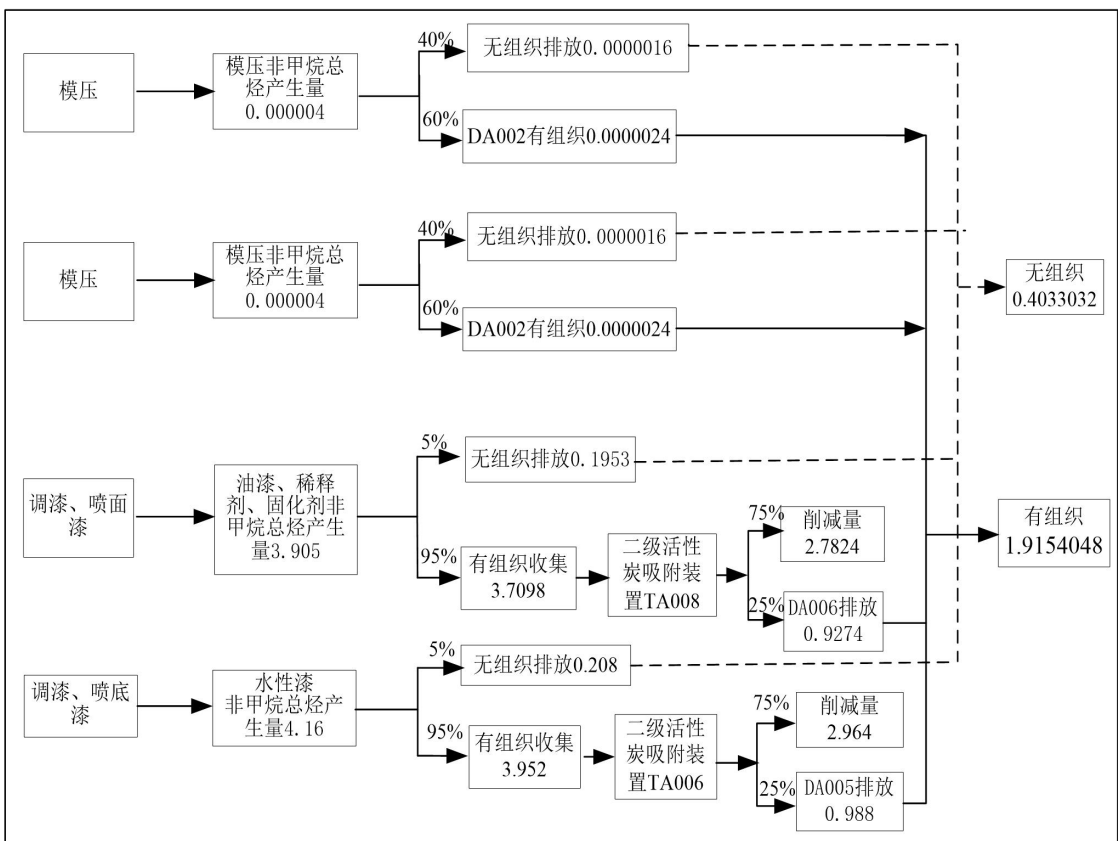 模压
模压非甲烷总
烃产生量
0.000004
40%
无组织排放0.0000016
60%
DA002有组织0.0000024
模压
模压非甲烷总
烃产生量
0.000004
40%
无组织排放0.0000016
60%
DA002有组织0.0000024
无组织
0.4033032
调漆、喷面
漆
油漆、稀释
剂、固化剂非
甲烷总烃产生
量3.905
5%
无组织排放0.1953
95%
有组织收集
3.7098
二级活性
炭吸附装
置TA008
75%
削减量
2.7824
25%
DA006排放
0.9274
有组织
1.9154048
调漆、喷底
漆
水性漆
非甲烷总烃产
生量4.16
5%
无组织排放0.208
95%
有组织收集
3.952
二级活性
炭吸附装
置TA006
75%
削减量
2.964
25%
DA005排放
0.988